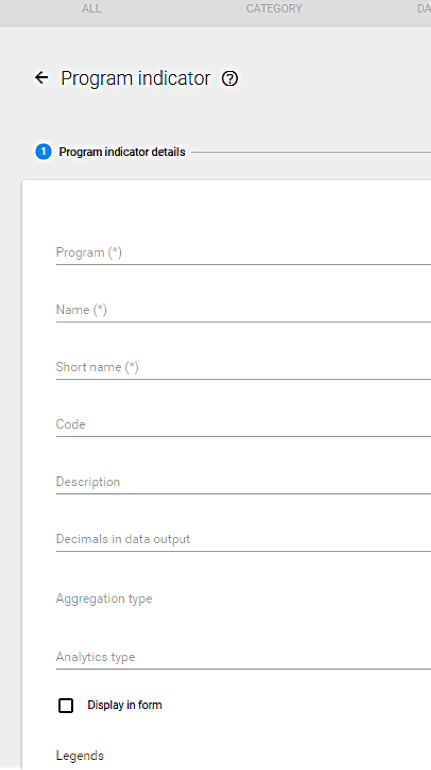 ALL CATEGORY DA
Program indicator
1 Program indicator details
Program (*)
Name (*)
Short name (*)
Code
Description
Decimals in data output
Aggregation type
Analytics type
Display in form
Legends